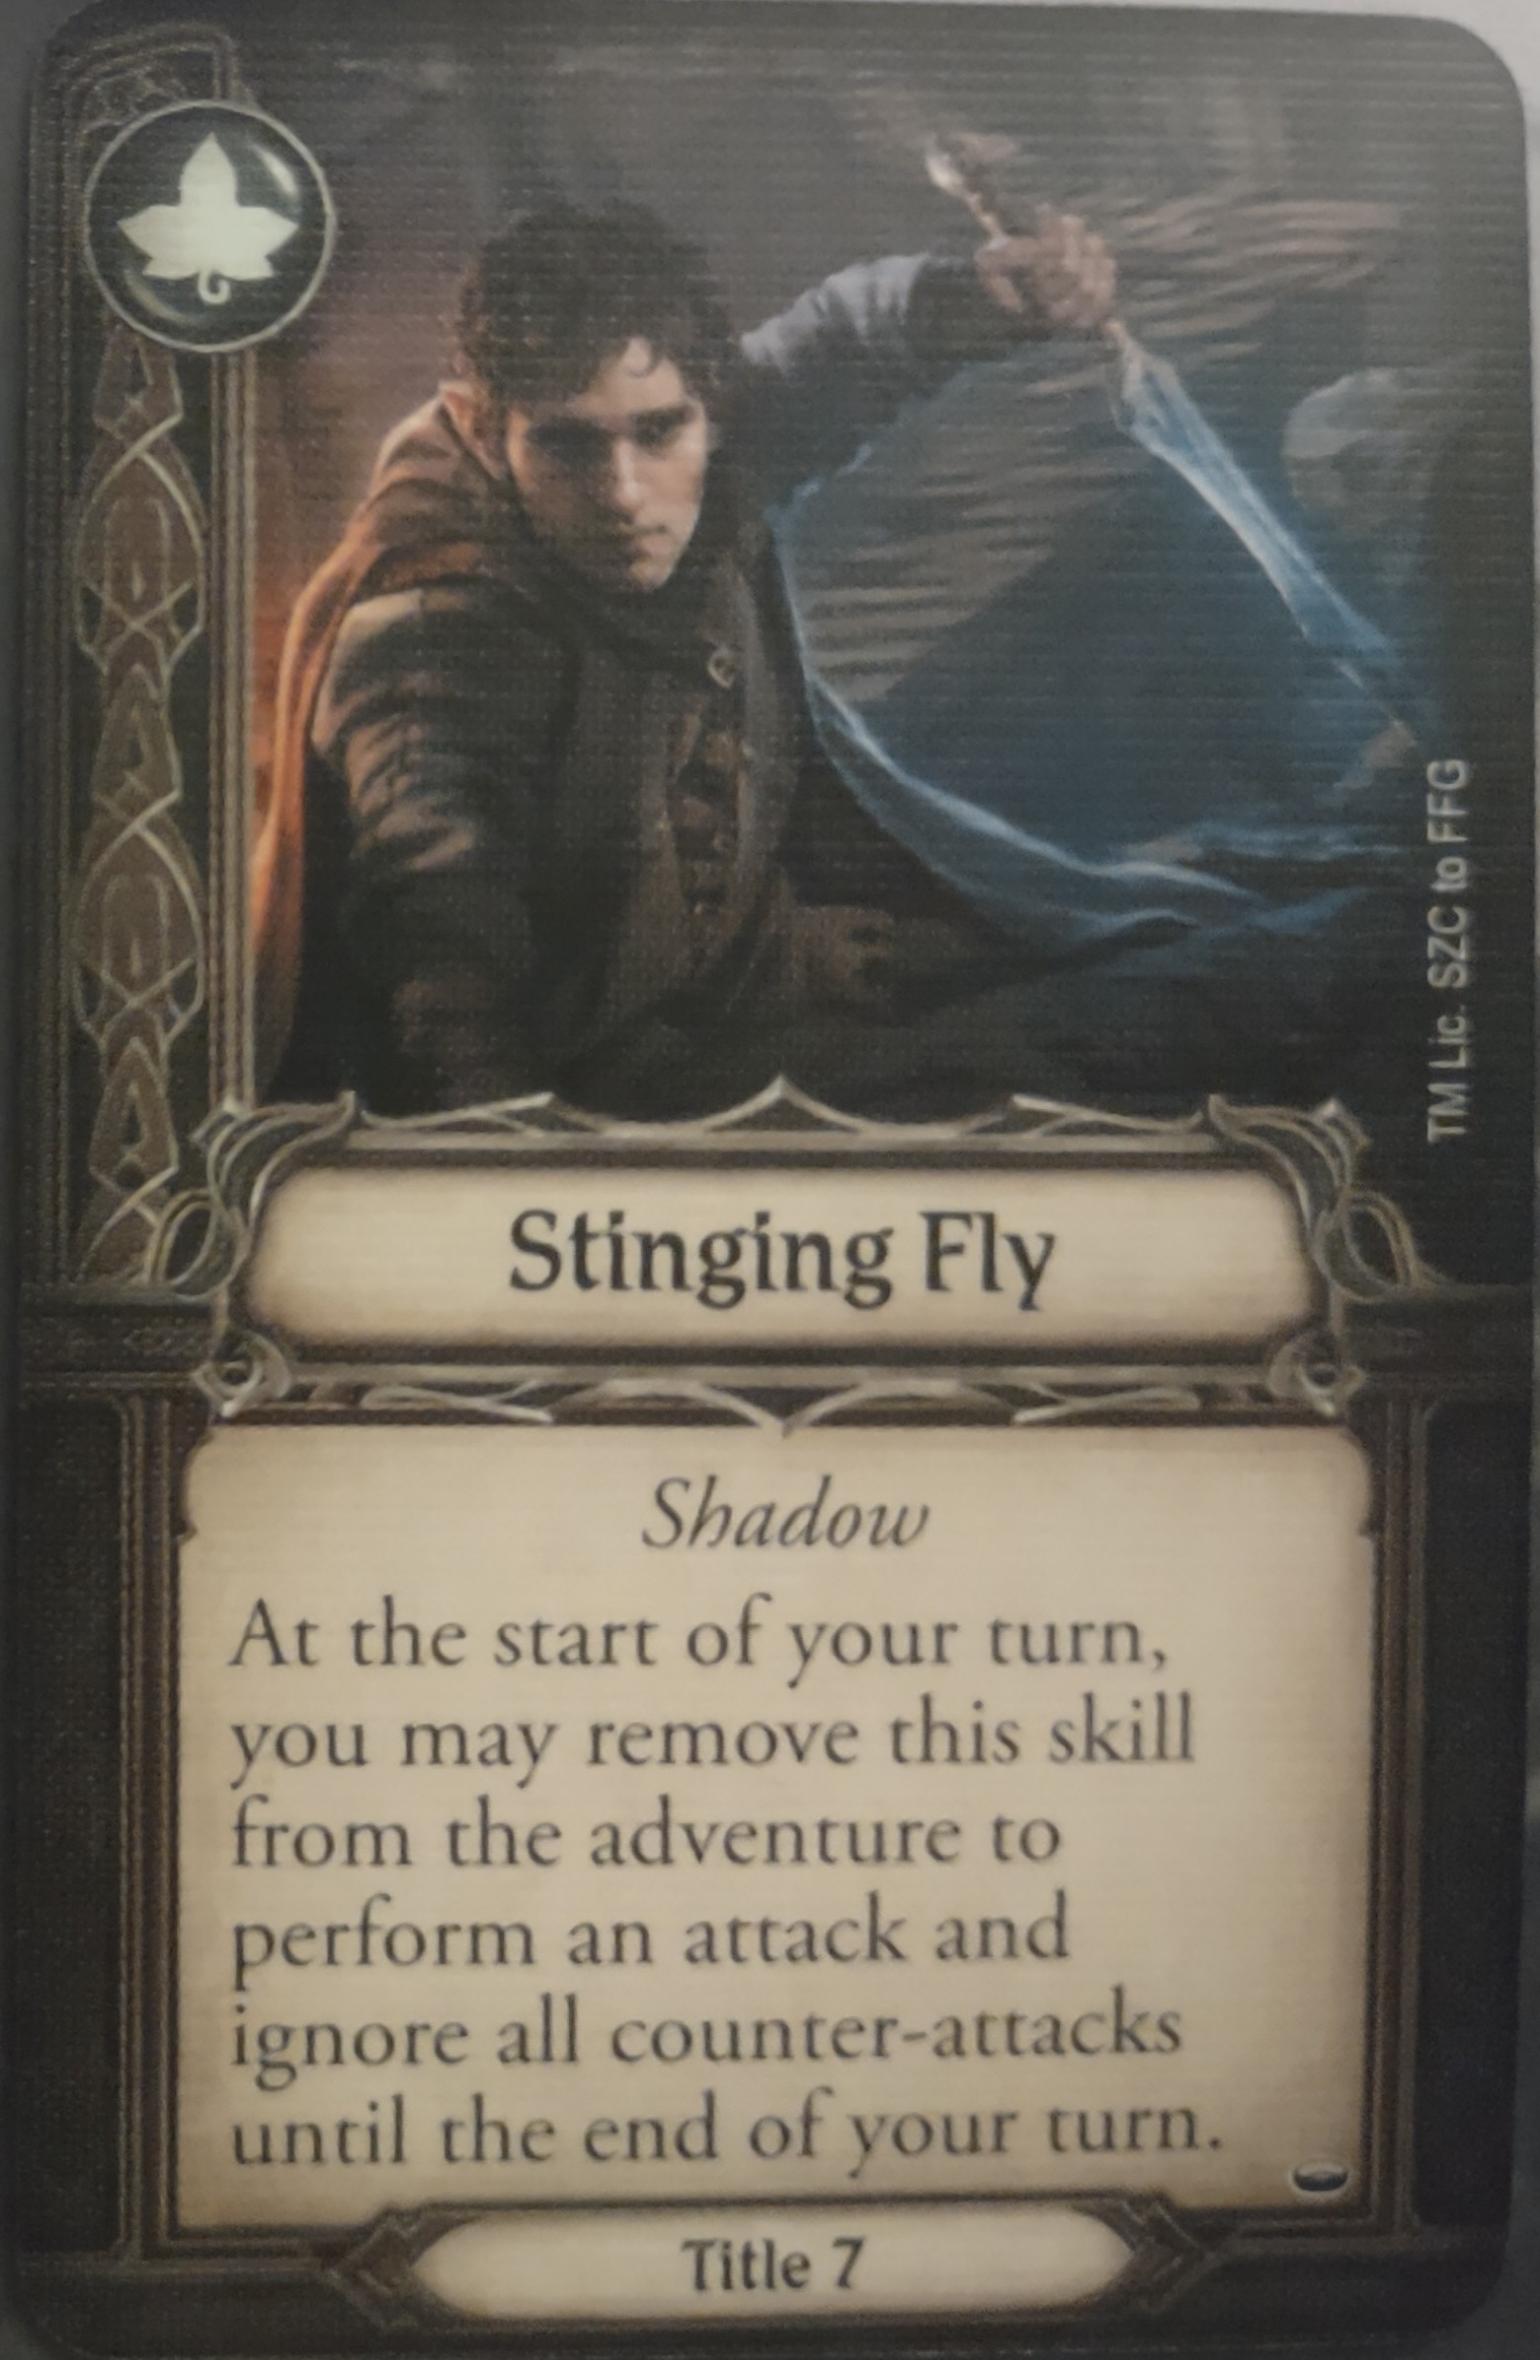 TM Lic. SZC to FFG
Stinging Fly
Shadow
At the start of your turn,
you may remove this skill
from the adventure to
perform an attack and
ignore all counter-attacks
until the end of your turn.
Title 7